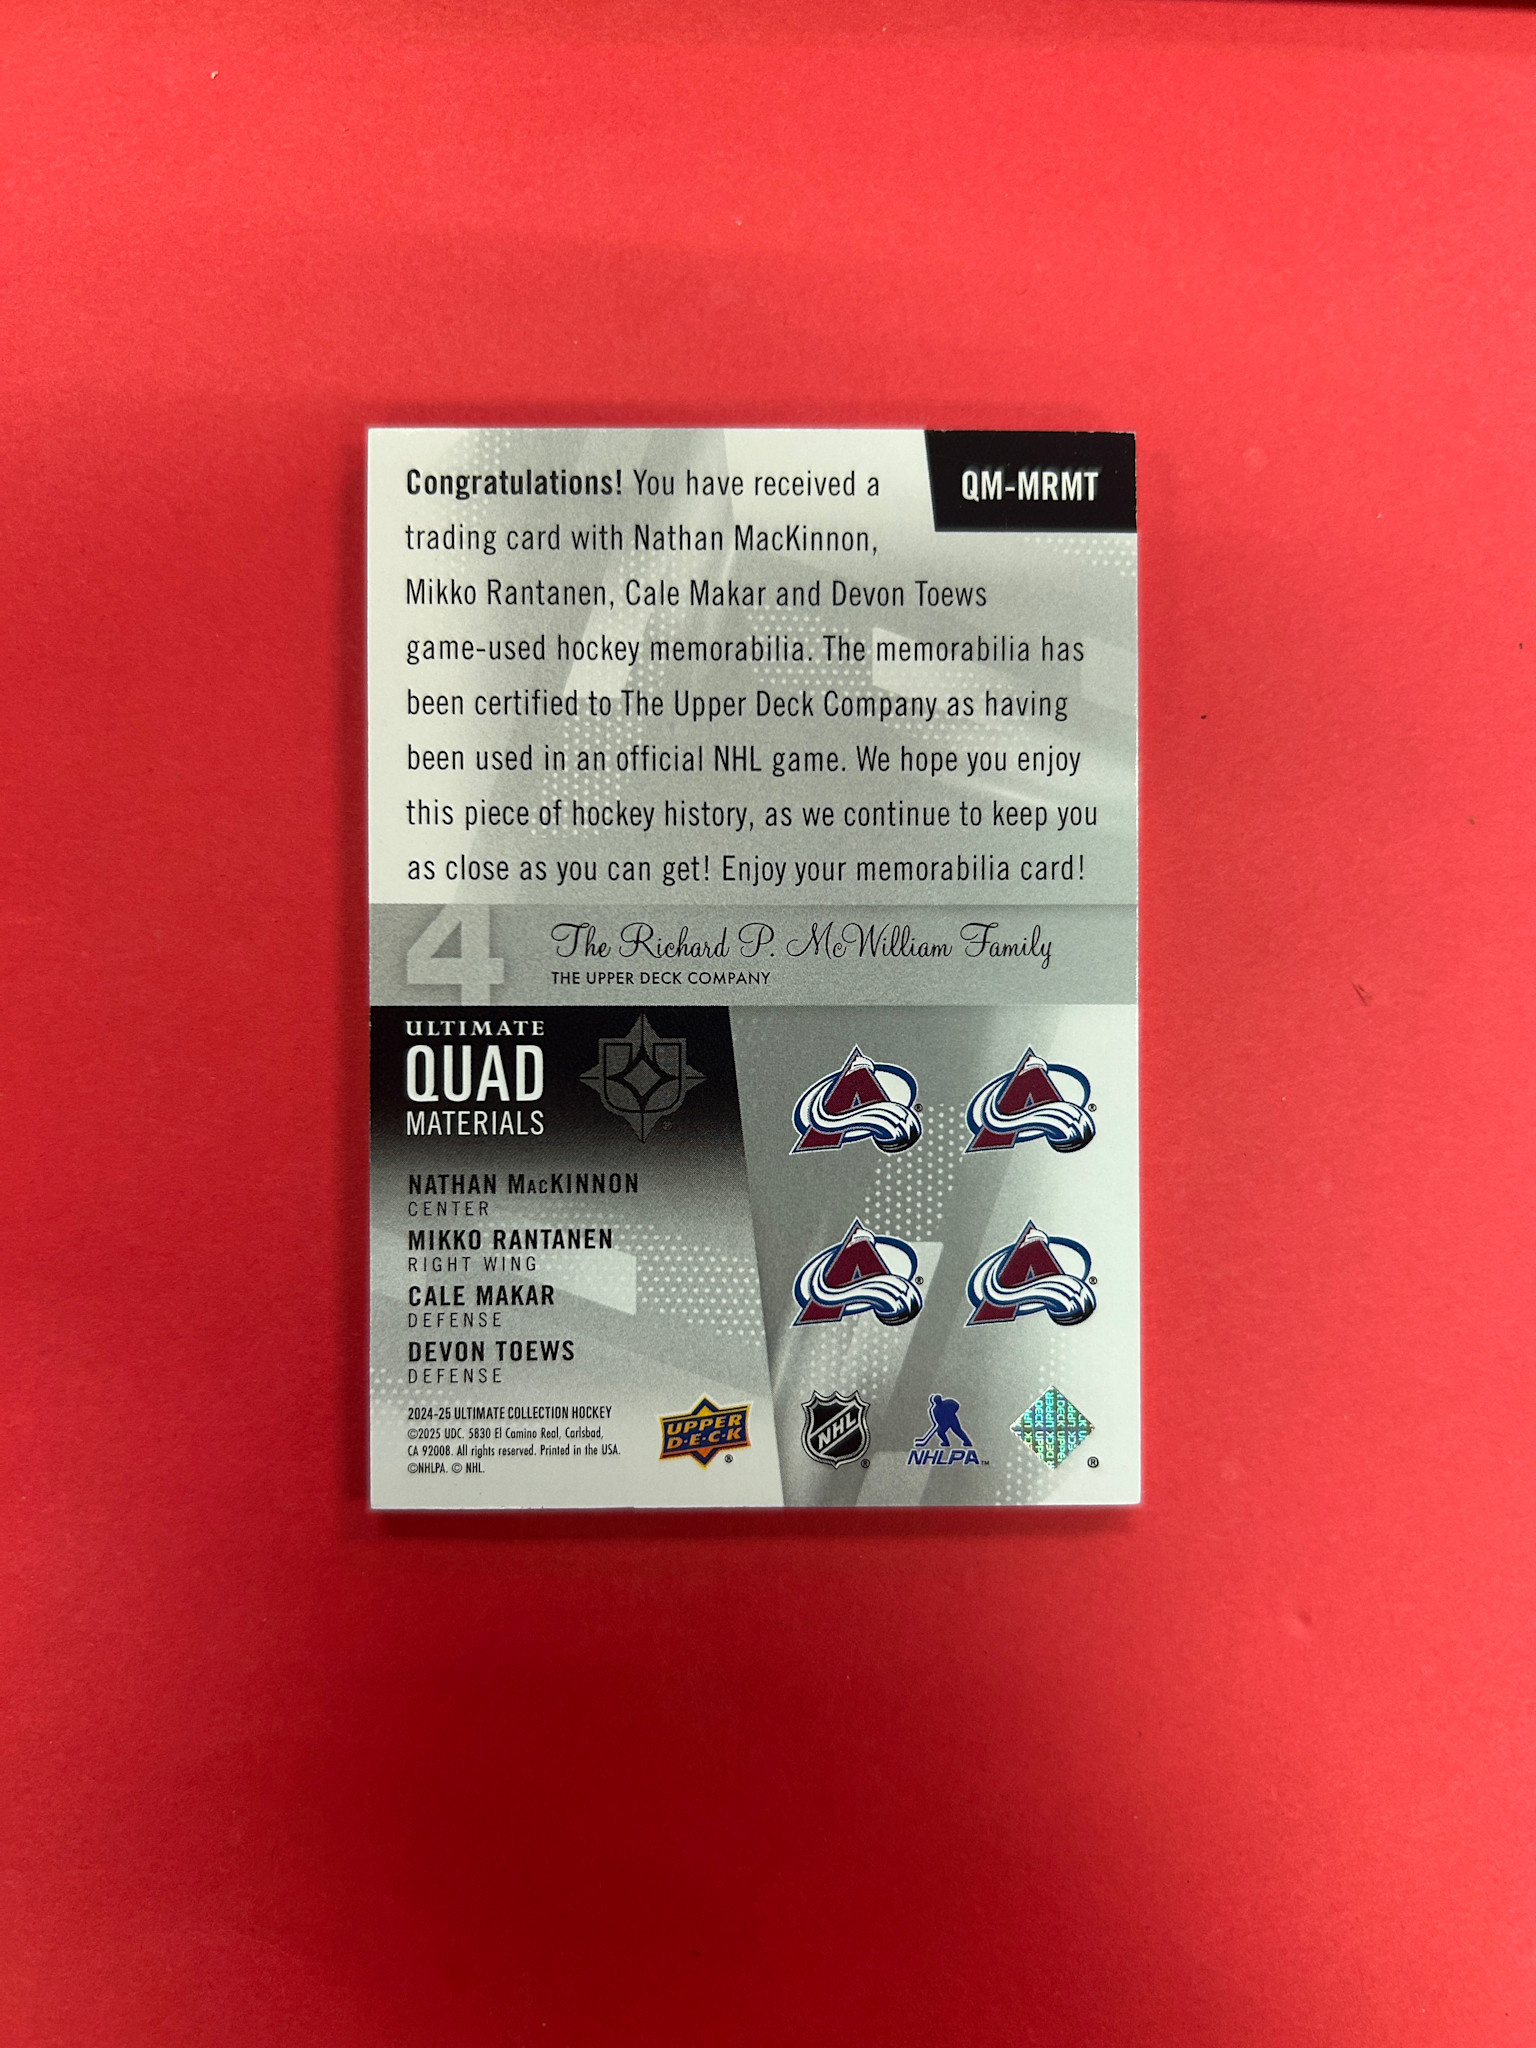 Congratulations! You have received a
QM-MRMT
trading card with Nathan MacKinnon,
Mikko Rantanen, Cale Makar and Devon Toews
game-used hockey memorabilia. The memorabilia has
been certified to The Upper Deck Company as having
been used in an official NHL game. We hope you enjoy
this piece of hockey history, as we continue to keep you
as close as you can get! Enjoy your memorabilia card!
4
The Richard P. McWilliam Family
THE UPPER DECK COMPANY
ULTIMATE
QUAD
MATERIALS
NATHAN MacKINNON
CENTER
MIKKO RANTANEN
RIGHT WING
CALE MAKAR
DEFENSE
DEVON TOEWS
DEFENSE
2024-25 ULTIMATE COLLECTION HOCKEY
©2025 UDC. 5830 El Camino Real, Carlsbad,
CA 92008. All rights reserved. Printed in the USA.
©NHLPA. © NHL.
UPPER
D·E·C·K
®
NHL
®
NHLPA™
UPPER DECK
®